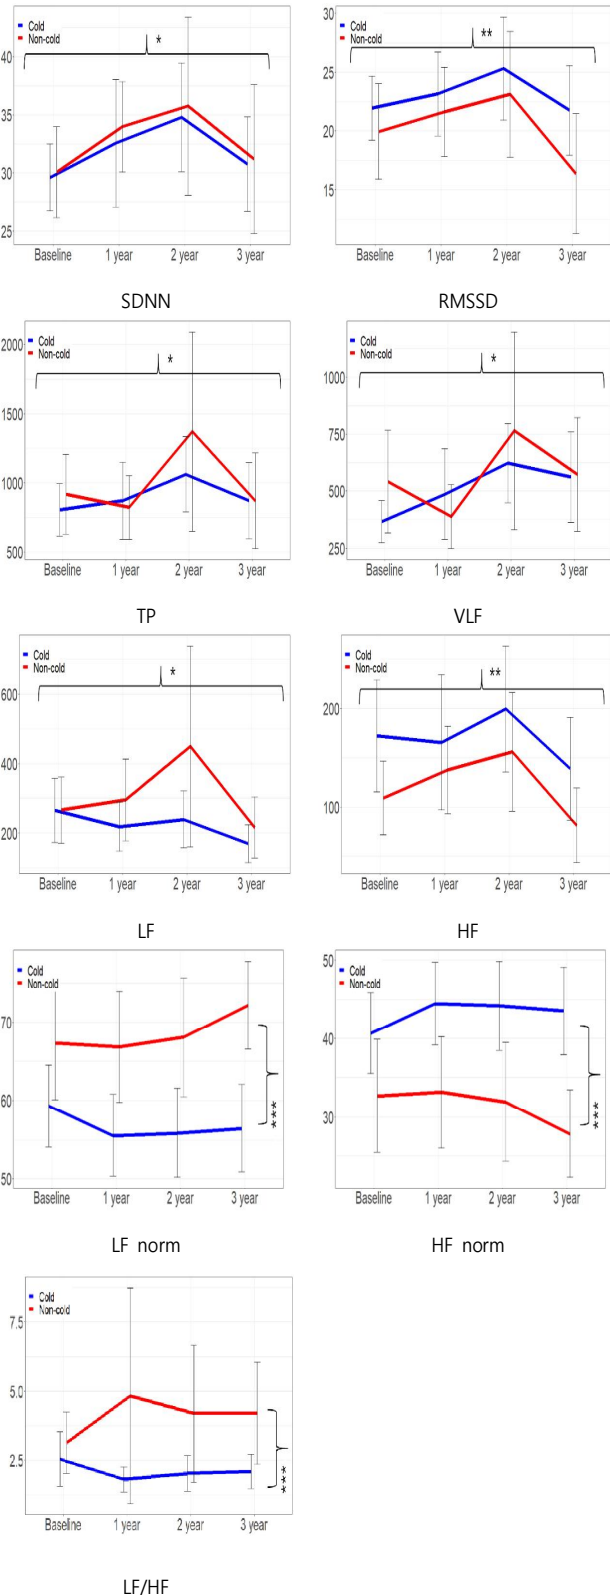 Cold
Non-cold
*
40
35
30
25
Baseline 1 year 2 year 3 year
SDNN
Cold
Non-cold
**
30
25
20
15
Baseline 1 year 2 year 3 year
RMSSD
Cold
Non-cold
*
2000
1500
1000
500
Baseline 1 year 2 year 3 year
TP
Cold
Non-cold
*
1000
750
500
250
Baseline 1 year 2 year 3 year
VLF
Cold
Non-cold
*
600
400
200
Baseline 1 year 2 year 3 year
LF
Cold
Non-cold
**
200
100
Baseline 1 year 2 year 3 year
HF
Cold
Non-cold
70
60
50
***
Baseline 1 year 2 year 3 year
LF norm
Cold
Non-cold
50
40
30
***
Baseline 1 year 2 year 3 year
HF norm
Cold
Non-cold
7.5
5.0
2.5
***
Baseline 1 year 2 year 3 year
LF/HF